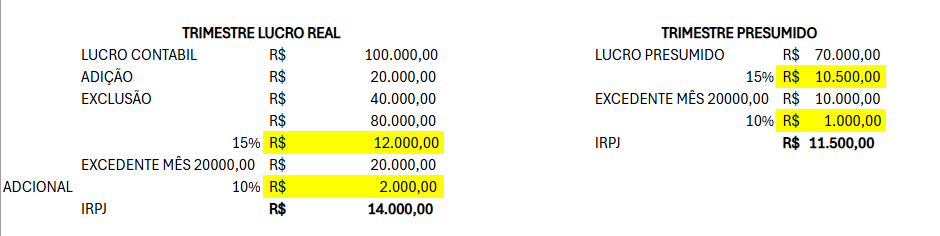 TRIMESTRE LUCRO REAL
LUCRO CONTABIL R$ 100.000,00
ADIÇÃO R$ 20.000,00
EXCLUSÃO R$ 40.000,00
R$ 80.000,00
15% R$ 12.000,00
EXCEDENTE MÊS 20000,00 R$ 20.000,00
ADCIONAL 10% R$ 2.000,00
IRPJ R$ 14.000,00
TRIMESTRE PRESUMIDO
LUCRO PRESUMIDO R$ 70.000,00
15% R$ 10.500,00
EXCEDENTE MÊS 20000,00 R$ 10.000,00
10% R$ 1.000,00
IRPJ R$ 11.500,00